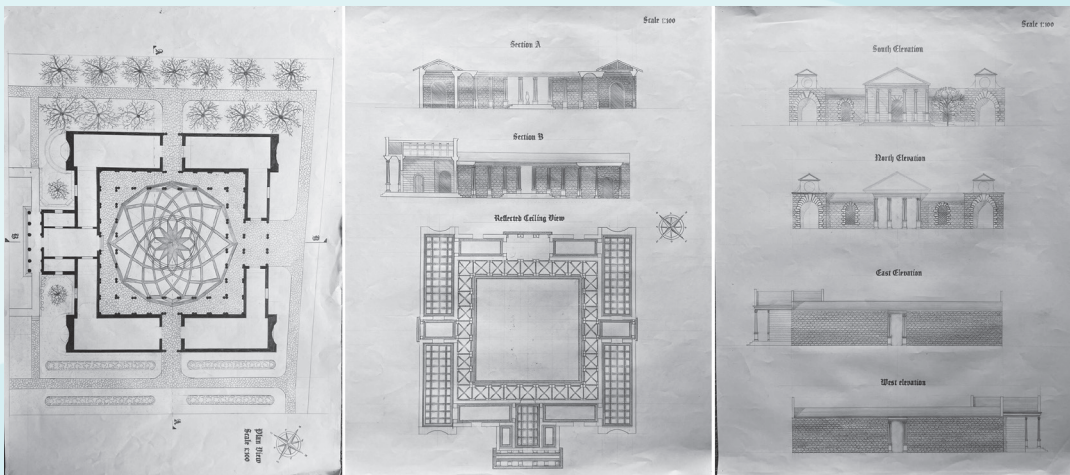 A
B
B
A
Plan View
Scale 1:100
Scale 1:100
Section A
Section B
Reflected Ceiling View
Scale 1:100
South Elevation
North Elevation
East Elevation
West elevation